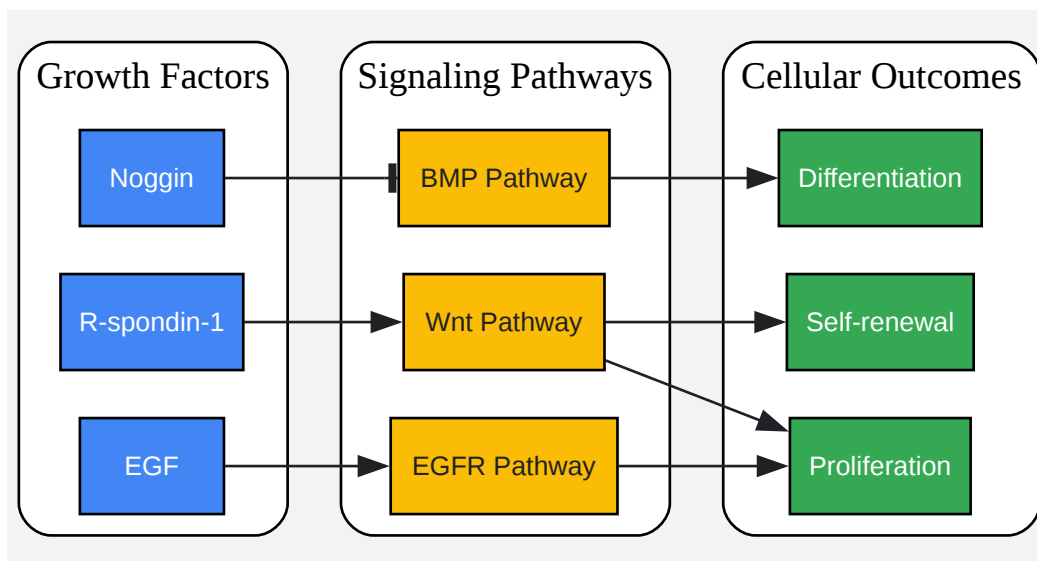 Growth Factors
Signaling Pathways
Cellular Outcomes
Noggin
BMP Pathway
Differentiation
R-spondin-1
Wnt Pathway
Self-renewal
EGF
EGFR Pathway
Proliferation